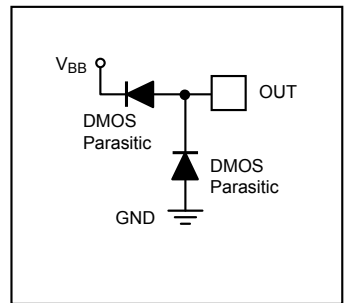 VBB
OUT
DMOS
Parasitic
DMOS
Parasitic
GND